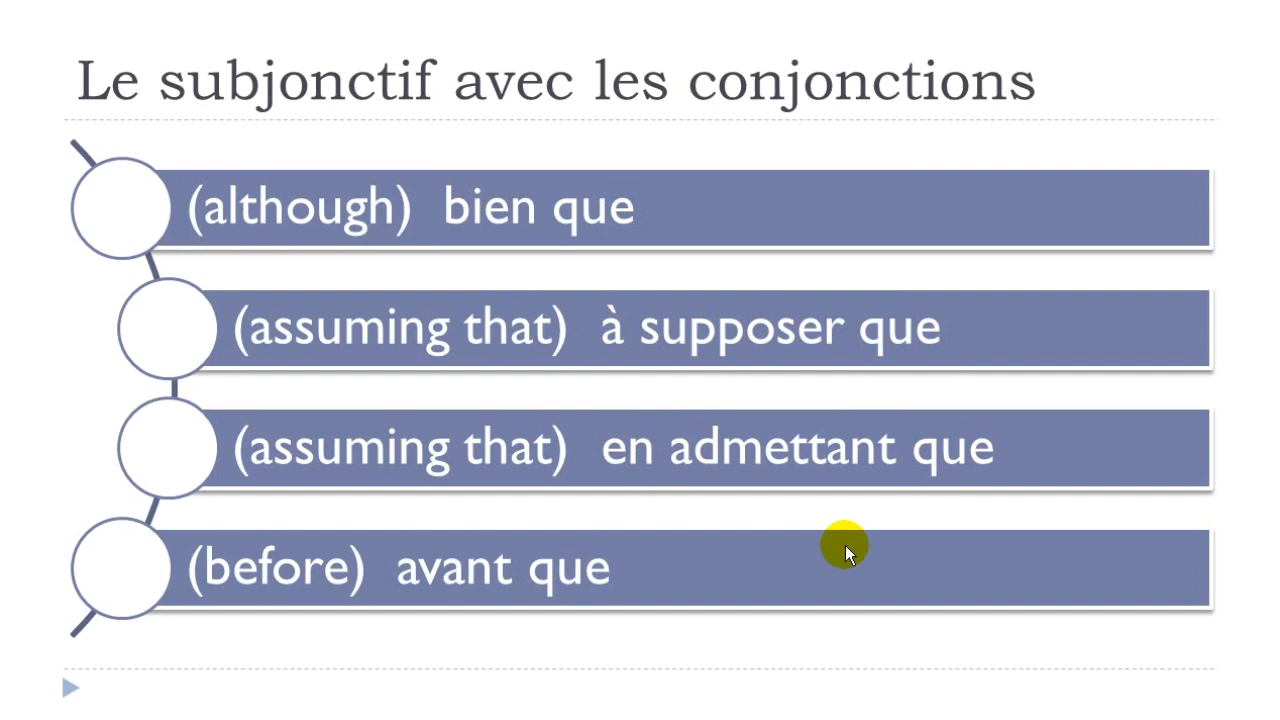 Le subjonctif avec les conjonctions
(although) bien que
(assuming that) à supposer que
(assuming that) en admettant que
(before) avant que